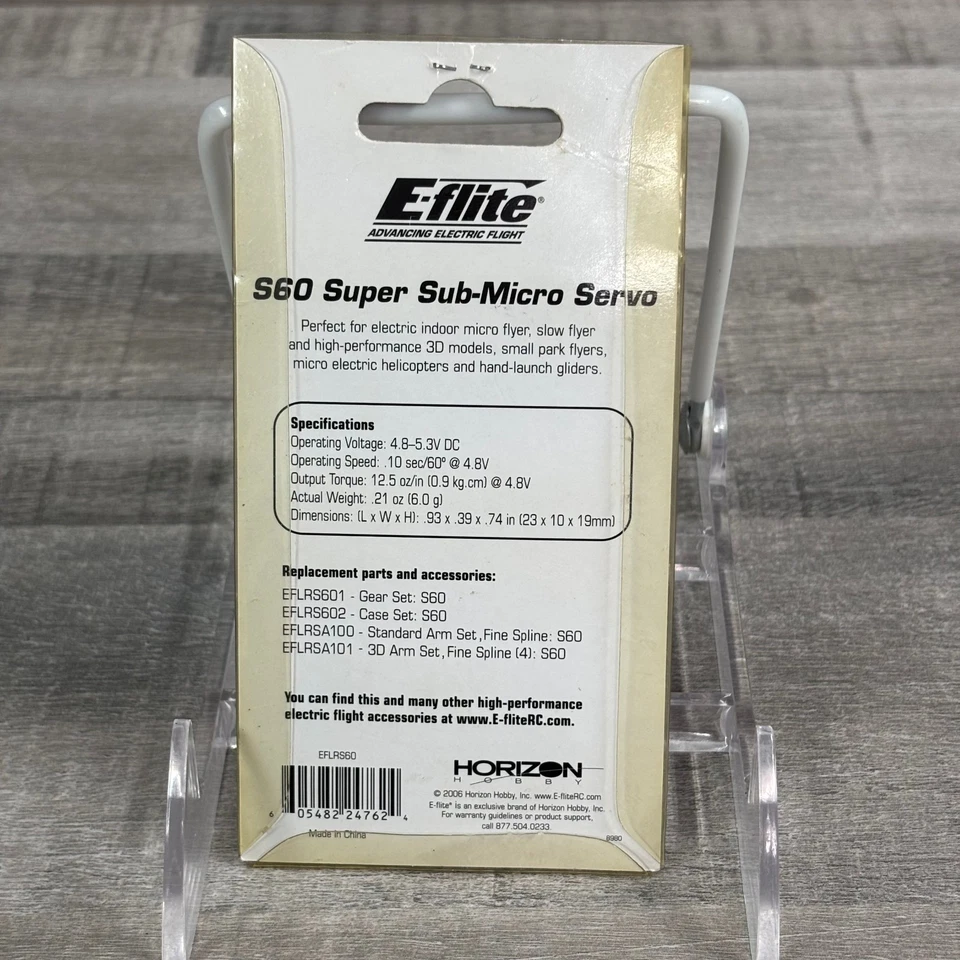 E-flite®
ADVANCING ELECTRIC FLIGHT
S60 Super Sub-Micro Servo
Perfect for electric indoor micro flyer, slow flyer
and high-performance 3D models, small park flyers,
micro electric helicopters and hand-launch gliders.
Specifications
Operating Voltage: 4.8–5.3V DC
Operating Speed: .10 sec/60º @ 4.8V
Output Torque: 12.5 oz/in (0.9 kg.cm) @ 4.8V
Actual Weight: .21 oz (6.0 g)
Dimensions: (L x W x H): .93 x .39 x .74 in (23 x 10 x 19mm)
Replacement parts and accessories:
EFLRS601 - Gear Set: S60
EFLRS602 - Case Set: S60
EFLRSA100 - Standard Arm Set, Fine Spline: S60
EFLRSA101 - 3D Arm Set, Fine Spline (4): S60
You can find this and many other high-performance
electric flight accessories at www.E-fliteRC.com.
EFLRS60
6 05482 24762 4
Made in China
HORIZON
HOBBY
© 2006 Horizon Hobby, Inc. www.E-fliteRC.com
E-flite® is an exclusive brand of Horizon Hobby, Inc.
For warranty guidelines or product support,
call 877.504.0233.
8980